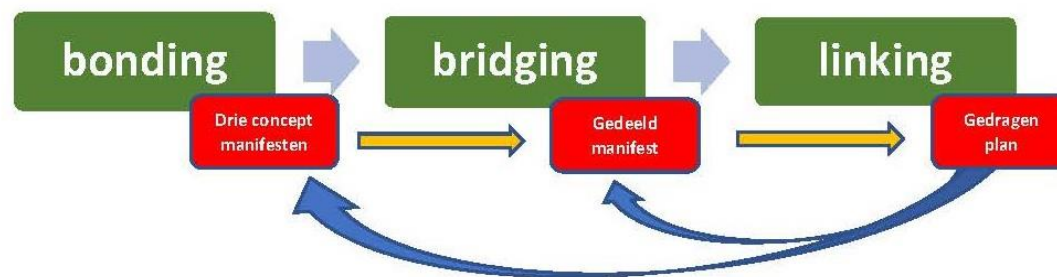 bonding
bridging
linking
Drie concept
manifesten
Gedeeld
manifest
Gedragen
plan